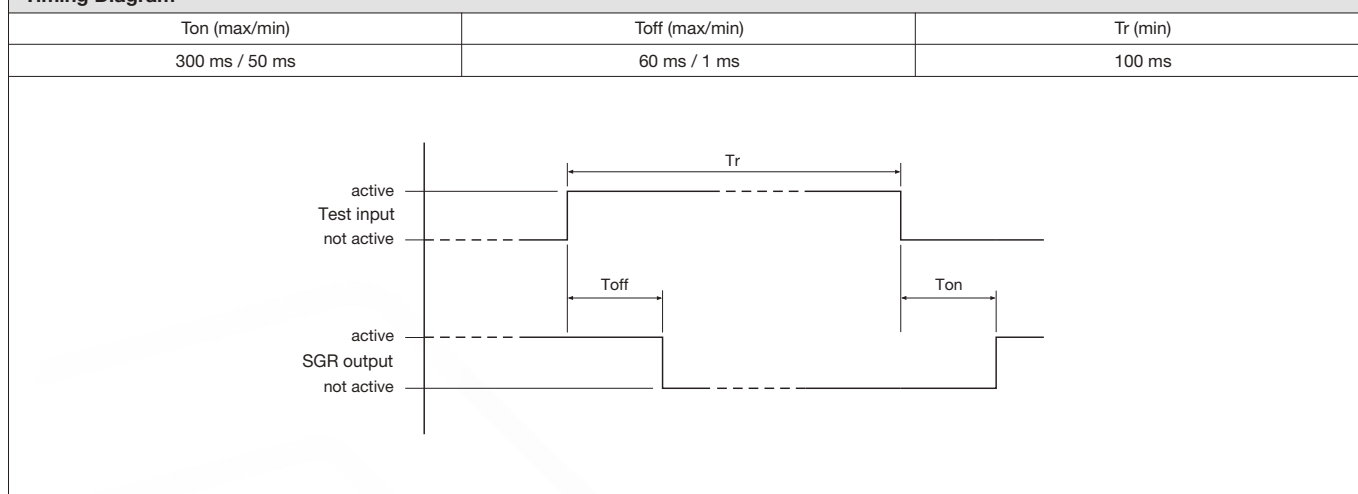 Timing Diagram
Ton (max/min) Toff (max/min) Tr (min)
300 ms / 50 ms 60 ms / 1 ms 100 ms
Tr
active
Test input
not active
Toff Ton
active
SGR output
not active